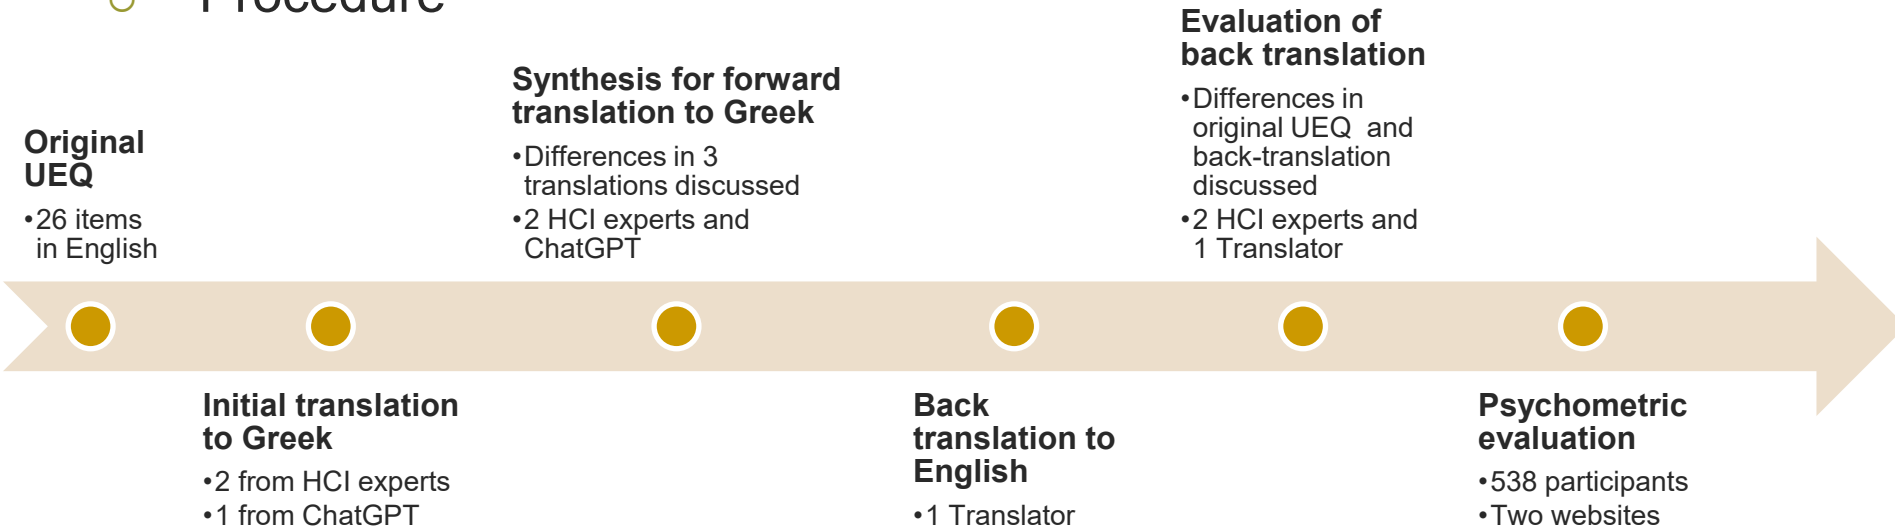 Procedure
Original
UEQ
•26 items
in English
Initial translation
to Greek
•2 from HCI experts
•1 from ChatGPT
Synthesis for forward
translation to Greek
•Differences in 3
translations discussed
•2 HCI experts and
ChatGPT
Back
translation to
English
•1 Translator
Evaluation of
back translation
•Differences in
original UEQ and
back-translation
discussed
•2 HCI experts and
1 Translator
Psychometric
evaluation
•538 participants
•Two websites